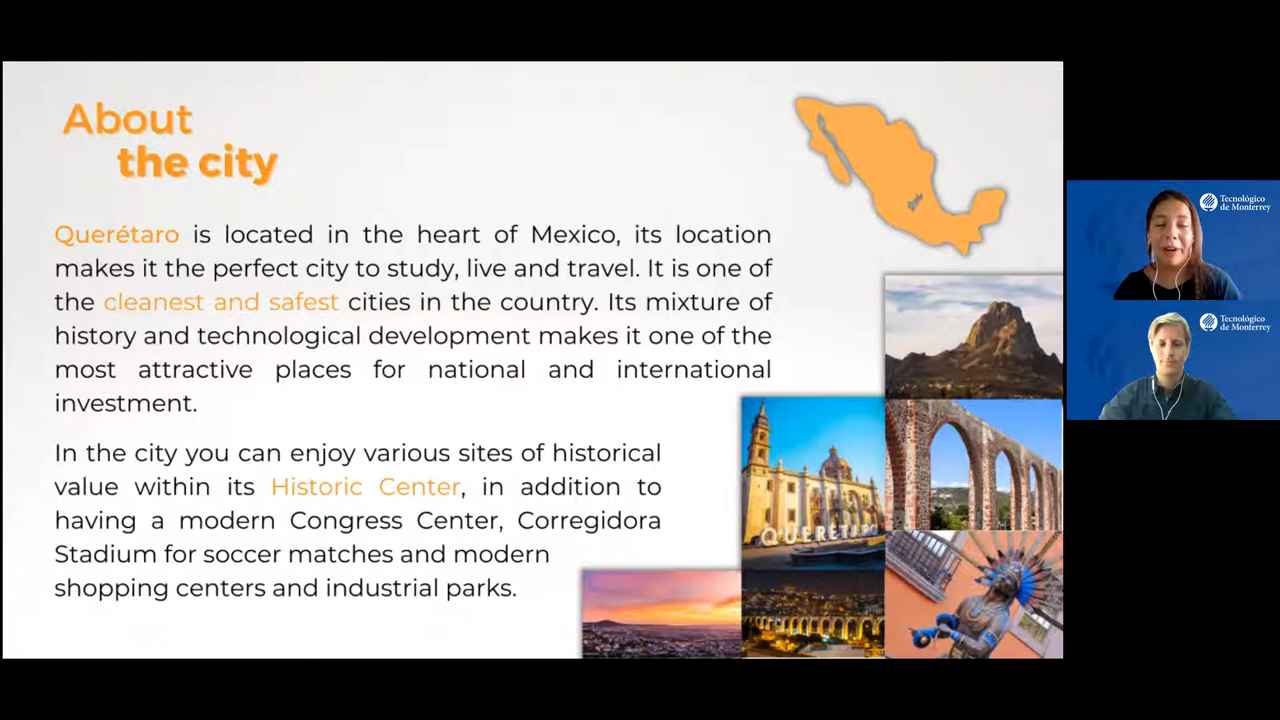 About
the city
Querétaro is located in the heart of Mexico, its location
makes it the perfect city to study, live and travel. It is one of
the cleanest and safest cities in the country. Its mixture of
history and technological development makes it one of the
most attractive places for national and international
investment.
In the city you can enjoy various sites of historical
value within its Historic Center, in addition to
having a modern Congress Center, Corregidora
Stadium for soccer matches and modern
shopping centers and industrial parks.
QUERÉTARO
Tecnológico
de Monterrey
Tecnológico
de Monterrey